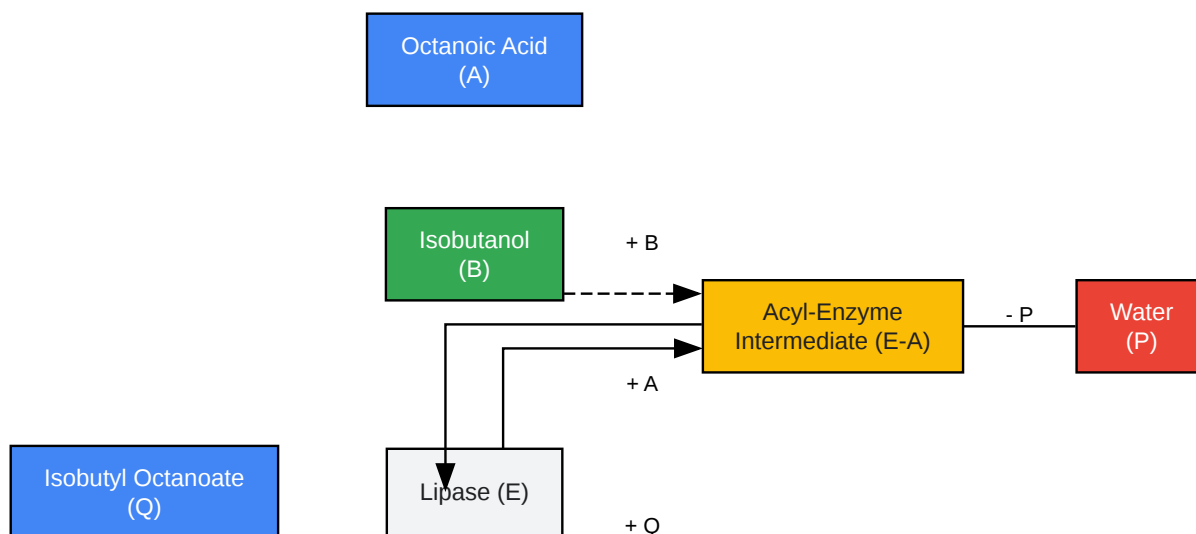 Octanoic Acid
(A)
Isobutanol
(B)
+ B
Acyl-Enzyme
Intermediate (E-A)
- P
Water
(P)
+ A
Isobutyl Octanoate
(Q)
Lipase (E)
+ Q